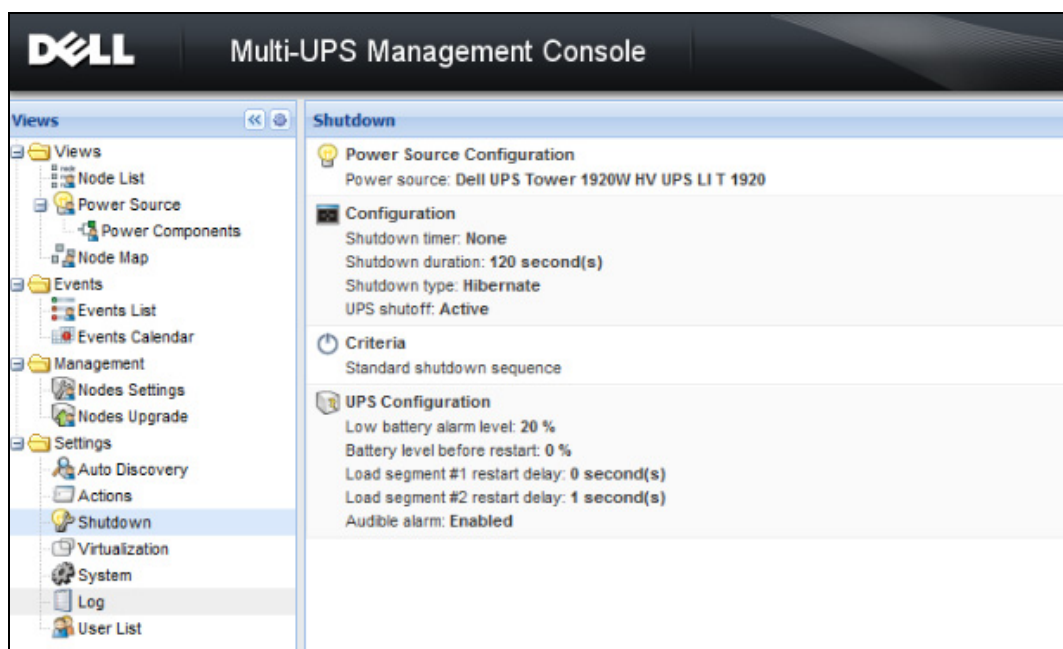 DELL
Multi-UPS Management Console
Views
Shutdown
Views
Node List
Power Source
Power Components
Node Map
Events
Events List
Events Calendar
Management
Nodes Settings
Nodes Upgrade
Settings
Auto Discovery
Actions
Shutdown
Virtualization
System
Log
User List
Power Source Configuration
Power source: Dell UPS Tower 1920W HV UPS LI T 1920
Configuration
Shutdown timer: None
Shutdown duration: 120 second(s)
Shutdown type: Hibernate
UPS shutoff: Active
Criteria
Standard shutdown sequence
UPS Configuration
Low battery alarm level: 20 %
Battery level before restart: 0 %
Load segment #1 restart delay: 0 second(s)
Load segment #2 restart delay: 1 second(s)
Audible alarm: Enabled